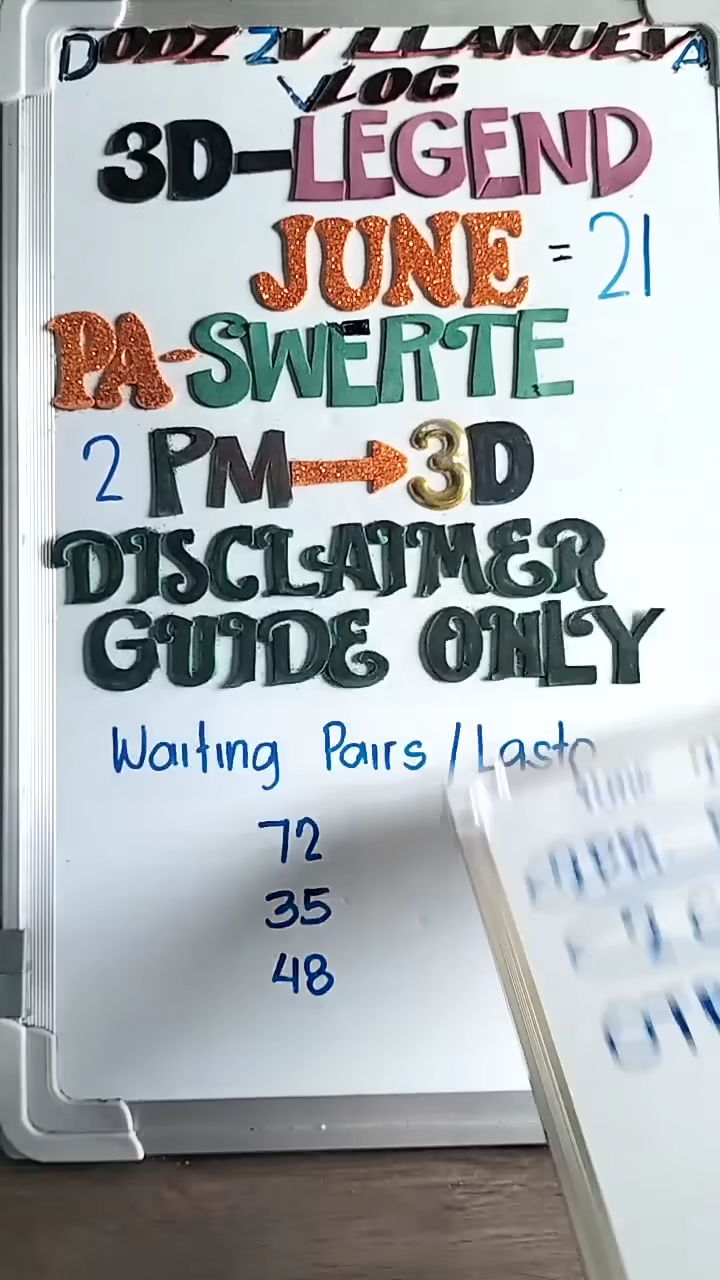 DODZ ZV LLANUEVA
VLOG
3D-LEGEND
JUNE = 21
PA-SWERTE
2 PM → 3D
DISCLAIMER
GUIDE ONLY
Waiting Pairs / Lasto
72
35
48